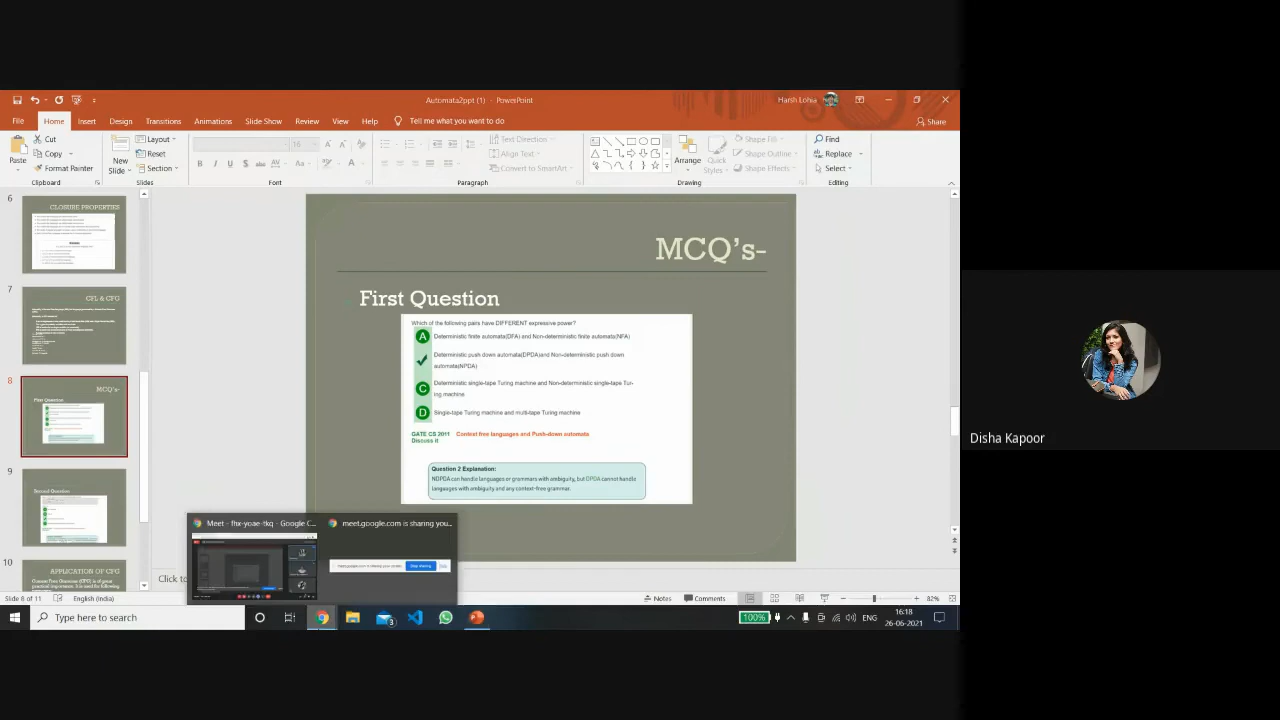 Automata2ppt (1) - PowerPoint
Harsh Lohia
File Home Insert Design Transitions Animations Slide Show Review View Help Tell me what you want to do
Share
Paste
Cut
Copy
Format Painter
Clipboard
New
Slide
Layout
Reset
Section
Slides
16
Font
Text Direction
Align Text
Convert to SmartArt
Paragraph
Arrange
Quick
Styles
Shape Fill
Shape Outline
Shape Effects
Drawing
Find
Replace
Select
Editing
6
CLOSURE PROPERTIES
7
CFL & CFG
8
MCQ's-
First Question
9
Second Question
10
APPLICATION OF CFG
MCQ's-
First Question
Which of the following pairs have DIFFERENT expressive power?
A Deterministic finite automata(DFA) and Non-deterministic finite automata(NFA)
Deterministic push down automata(DPDA)and Non-deterministic push down
automata(NPDA)
C Deterministic single-tape Turing machine and Non-deterministic single-tape Tur-
ing machine
D Single-tape Turing machine and multi-tape Turing machine
GATE CS 2011 Context free languages and Push-down automata
Discuss it
Question 2 Explanation:
NDPDA can handle languages or grammars with ambiguity, but DPDA cannot handle
languages with ambiguity and any context-free grammar.
Meet - fhx-yoae-tkq - Google C...
meet.google.com is sharing you...
Stop sharing
Click to
Slide 8 of 11 English (India)
Notes Comments 82%
Type here to search
3
100%
ENG
16:18
26-06-2021
Disha Kapoor